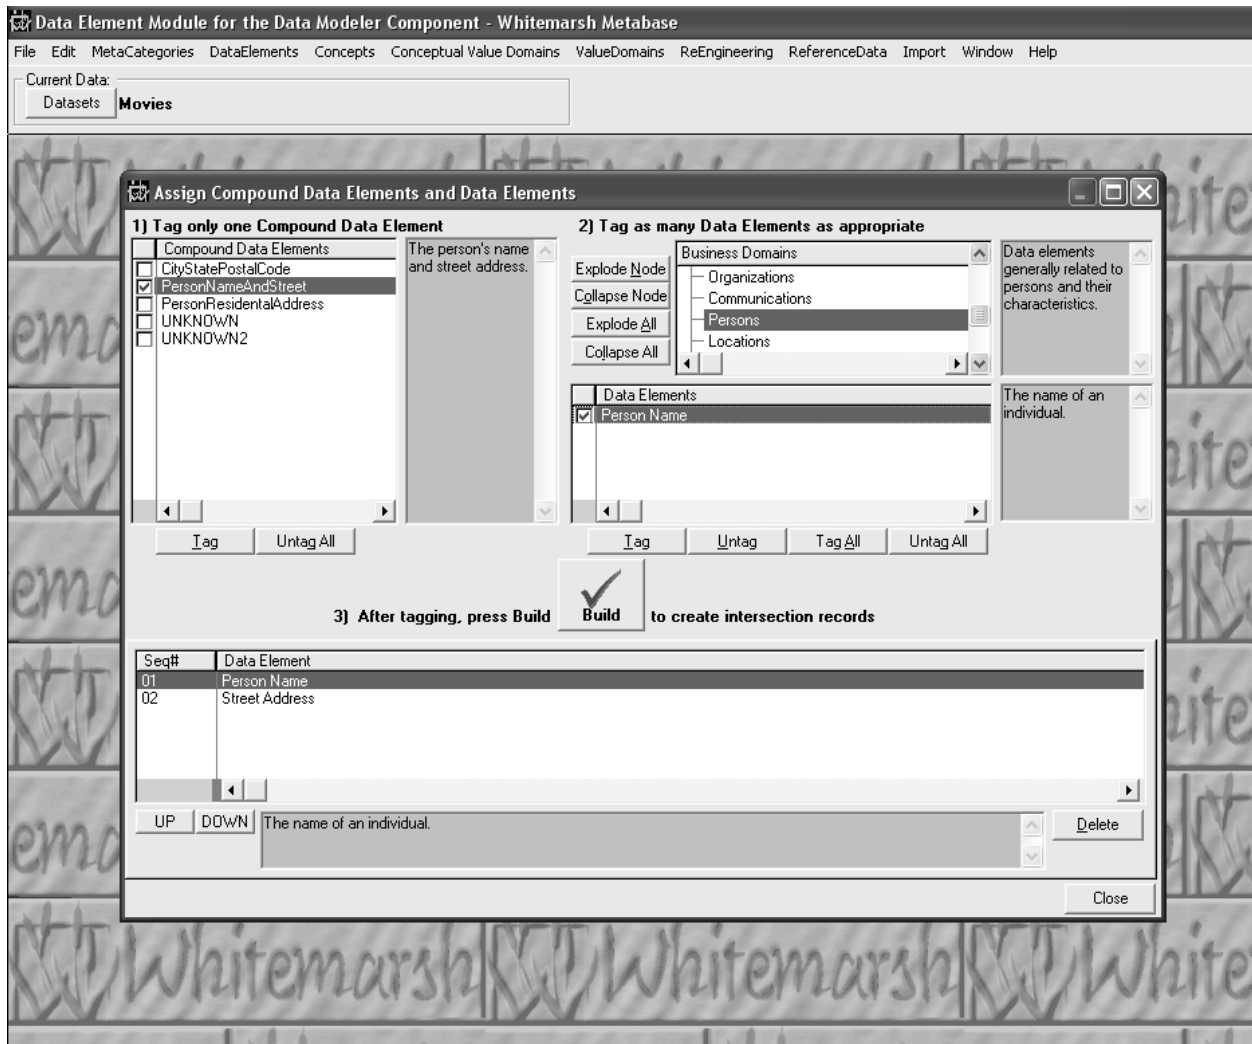 Data Element Module for the Data Modeler Component - Whitemarsh Metabase
File Edit MetaCategories DataElements Concepts Conceptual Value Domains ValueDomains ReEngineering ReferenceData Import Window Help
Current Data:
Datasets Movies
Assign Compound Data Elements and Data Elements
1) Tag only one Compound Data Element
Compound Data Elements
CityStatePostalCode
PersonNameAndStreet
PersonResidentalAddress
UNKNOWN
UNKNOWN2
The person's name
and street address.
Tag Untag All
2) Tag as many Data Elements as appropriate
Explode Node
Collapse Node
Explode All
Collapse All
Business Domains
Organizations
Communications
Persons
Locations
Data elements
generally related to
persons and their
characteristics.
Data Elements
Person Name
The name of an
individual.
Tag Untag Tag All Untag All
3) After tagging, press Build Build to create intersection records
Seq# Data Element
01 Person Name
02 Street Address
UP DOWN The name of an individual. Delete
Close
Whitemarsh Whitemarsh White